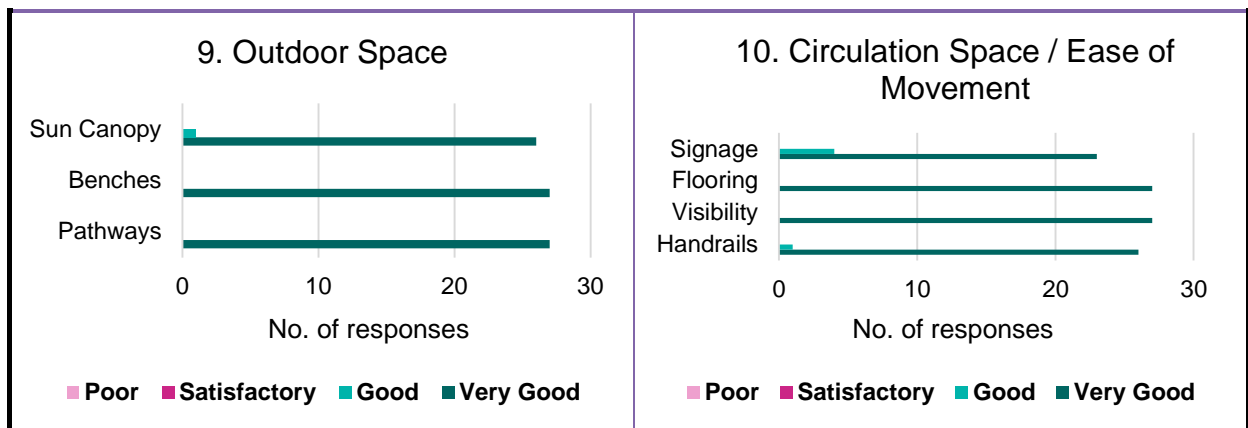 9. Outdoor Space
Sun Canopy
Benches
Pathways
0 10 20 30
No. of responses
Poor Satisfactory Good Very Good
10. Circulation Space / Ease of
Movement
Signage
Flooring
Visibility
Handrails
0 10 20 30
No. of responses
Poor Satisfactory Good Very Good